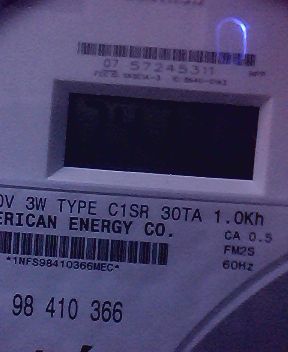 07 57245311
0V 3W TYPE C1SR 30TA 1.0Kh
ERICAN ENERGY CO.
CA 0.5
FM2S
*1NFS98410366MEC*
60Hz
98 410 366